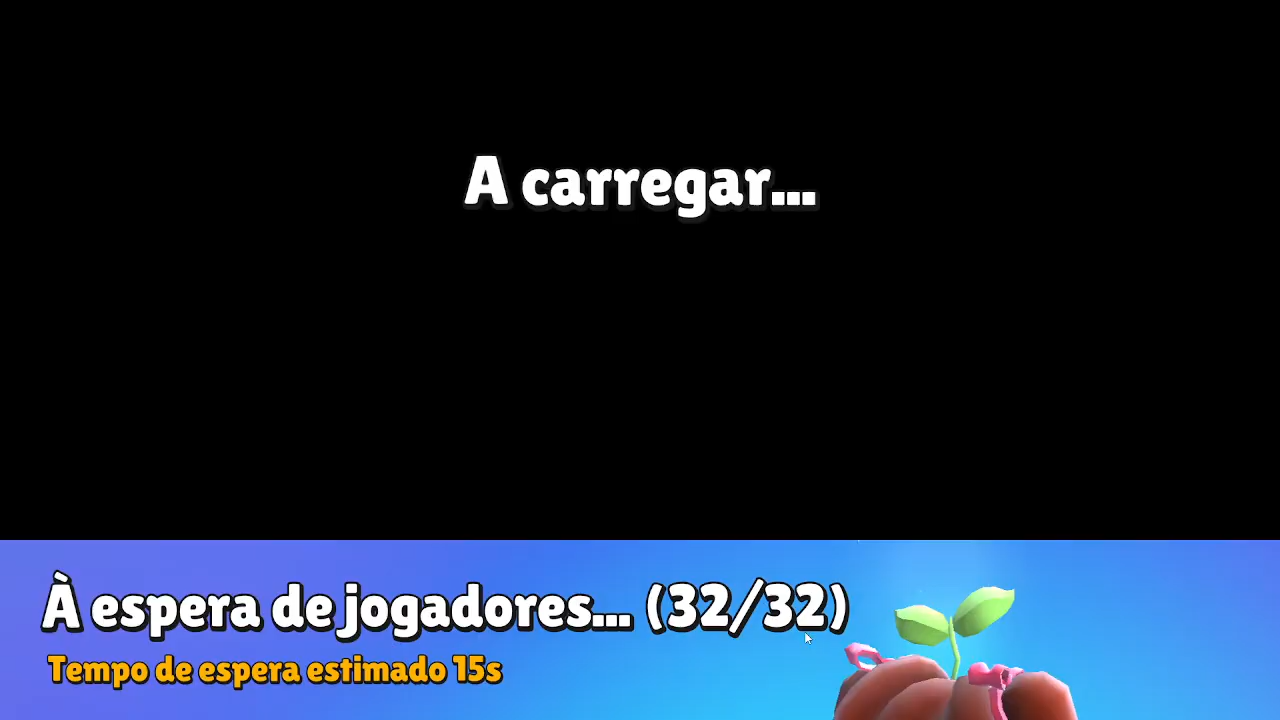 A carregar...
À espera de jogadores... (32/32)
Tempo de espera estimado 15s